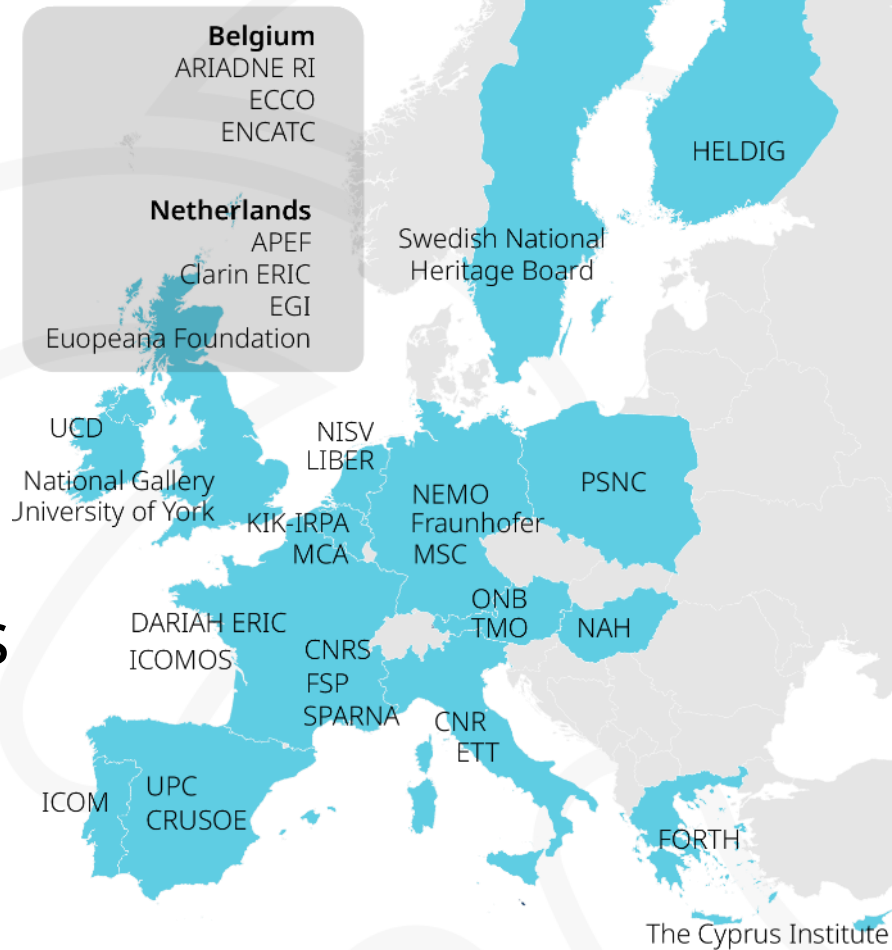 Belgium
ARIADNE RI
ECCO
ENCATC
Netherlands
APEF
Clarin ERIC
EGI
Euopeana Foundation
HELDIG
Swedish National
Heritage Board
UCD
National Gallery
University of York
NISV
LIBER
KIK-IRPA
MCA
NEMO
Fraunhofer
MSC
PSNC
ONB
TMO
NAH
DARIAH ERIC
ICOMOS
s
CNRS
FSP
SPARNA
CNR
ETT
ICOM
UPC
CRUSOE
FORTH
The Cyprus Institute